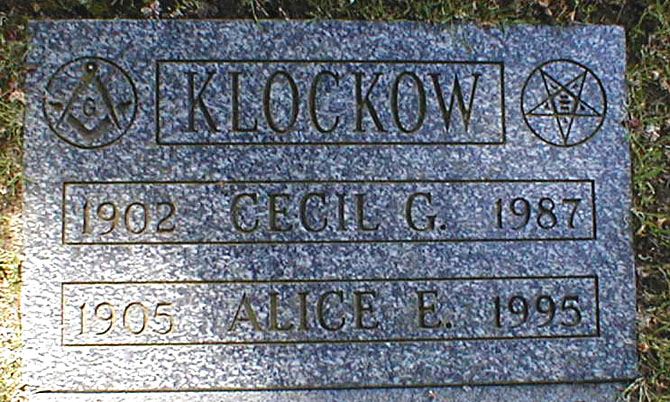 G KLOCKOW
1902 CECIL G. 1987
1905 ALICE E. 1995